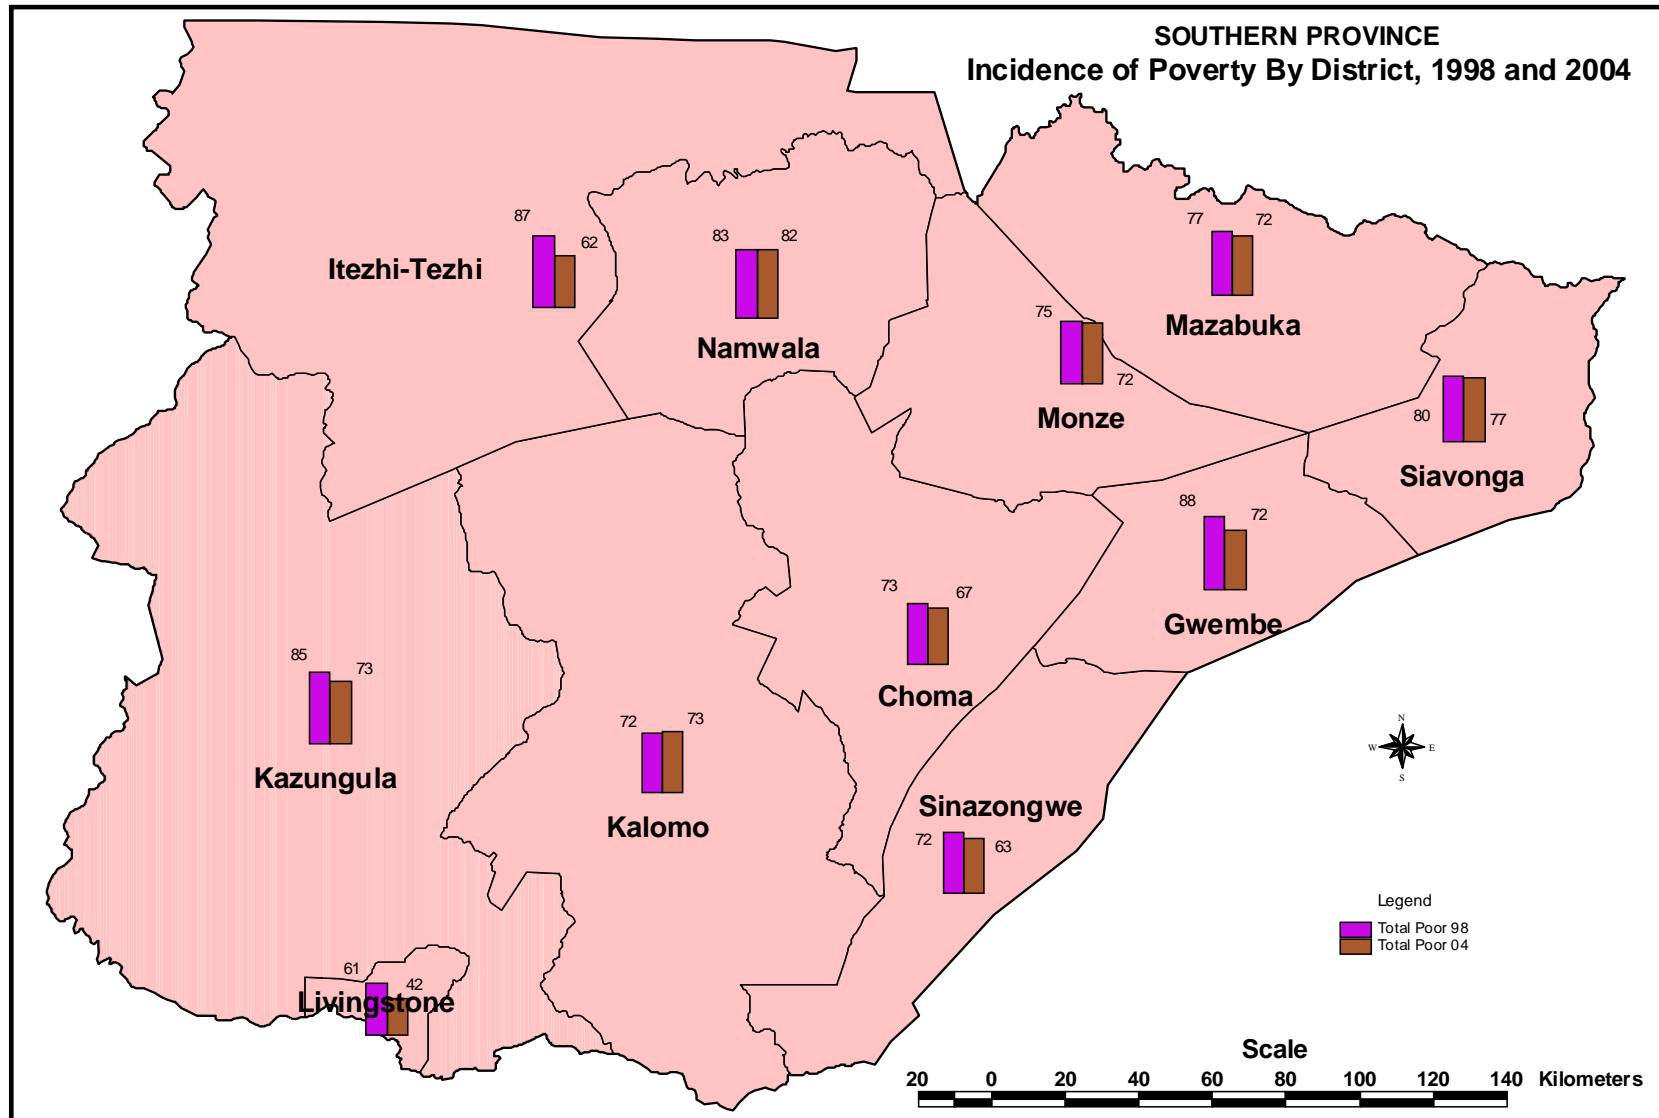 SOUTHERN PROVINCE
Incidence of Poverty By District, 1998 and 2004
87
62
Itezhi-Tezhi
83
82
Namwala
77
72
Mazabuka
75
72
Monze
80
77
Siavonga
88
72
Gwembe
73
67
Choma
85
73
Kazungula
72
73
Kalomo
Sinazongwe
72
63
61
42
Livingstone
N
W
E
S
Legend
Total Poor 98
Total Poor 04
Scale
20 0 20 40 60 80 100 120 140 Kilometers